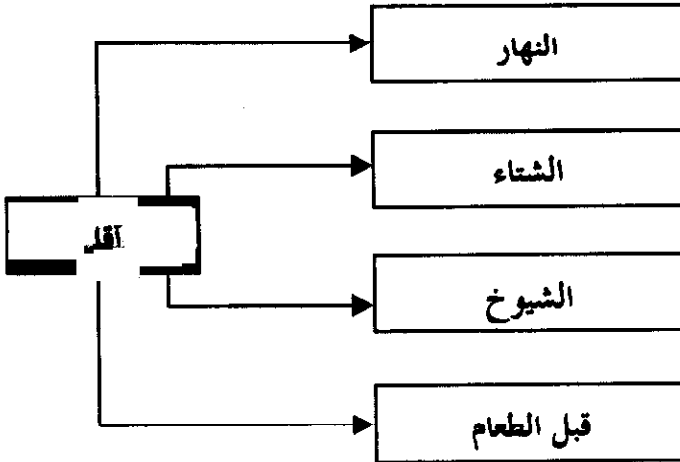 النهار
الشتاء
أقل
الشيوخ
قبل الطعام